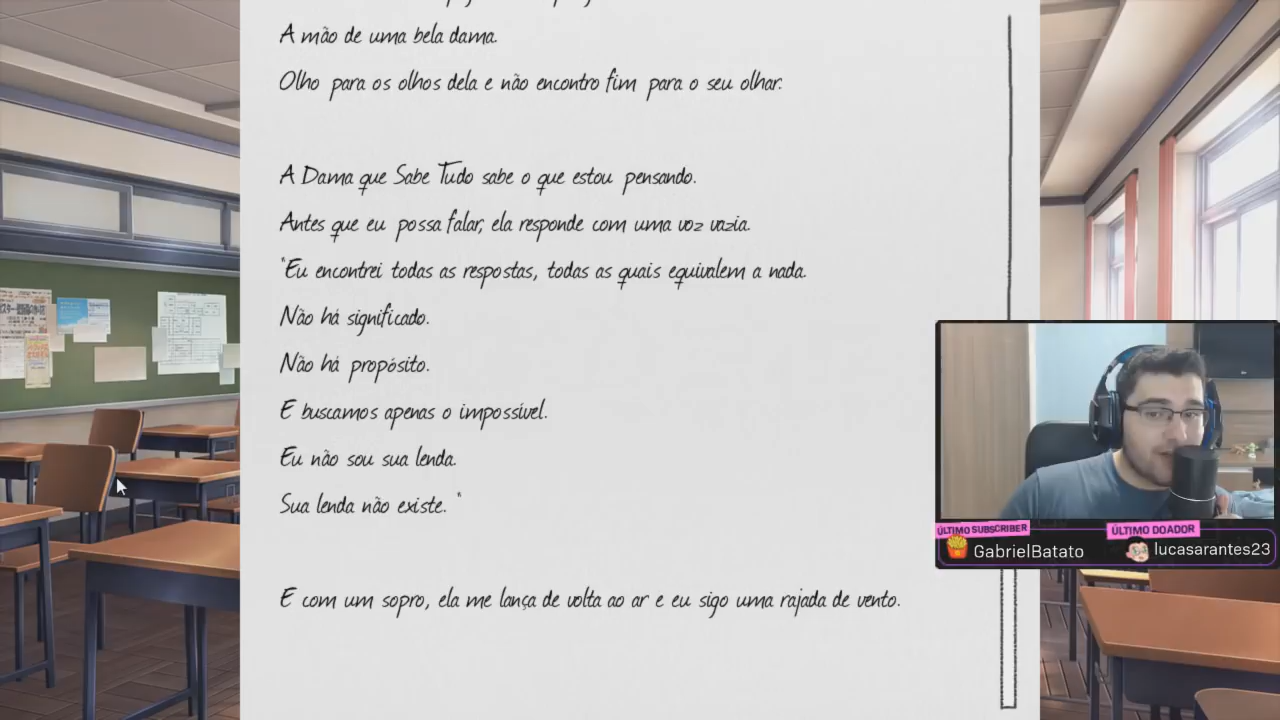 A mão de uma bela dama.
Olho para os olhos dela e não encontro fim para o seu olhar.
A Dama que Sabe Tudo sabe o que estou pensando.
Antes que eu possa falar, ela responde com uma voz vazia.
"Eu encontrei todas as respostas, todas as quais equivalem a nada.
Não há significado.
Não há propósito.
E buscamos apenas o impossível.
Eu não sou sua lenda.
Sua lenda não existe. "
E com um sopro, ela me lança de volta ao ar e eu sigo uma rajada de vento.
ÚLTIMO SUBSCRIBER
GabrielBatato
ÚLTIMO DOADOR
lucasarantes23